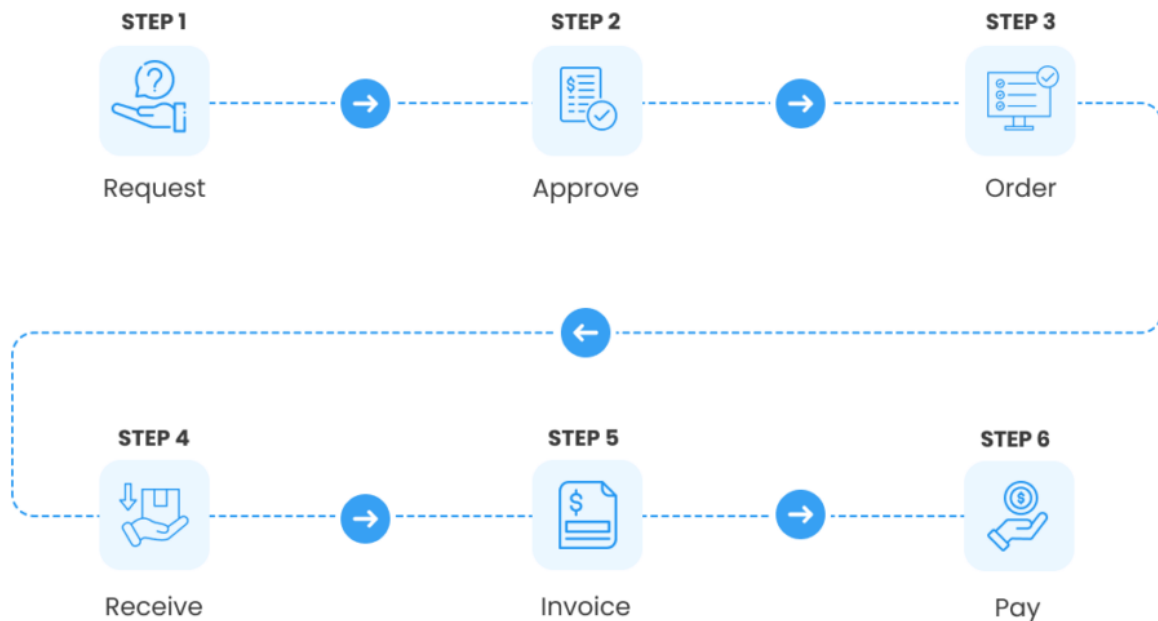 STEP 1
STEP 2
STEP 3
Request
Approve
Order
STEP 4
STEP 5
STEP 6
Receive
Invoice
Pay